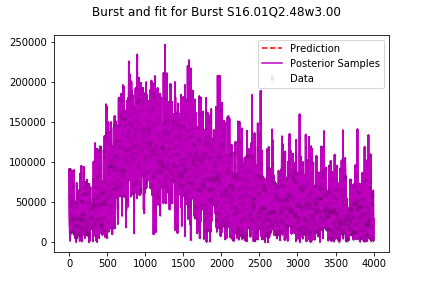 Burst and fit for Burst S16.01Q2.48w3.00
250000
200000
150000
100000
50000
0
Prediction
Posterior Samples
Data
0 500 1000 1500 2000 2500 3000 3500 4000